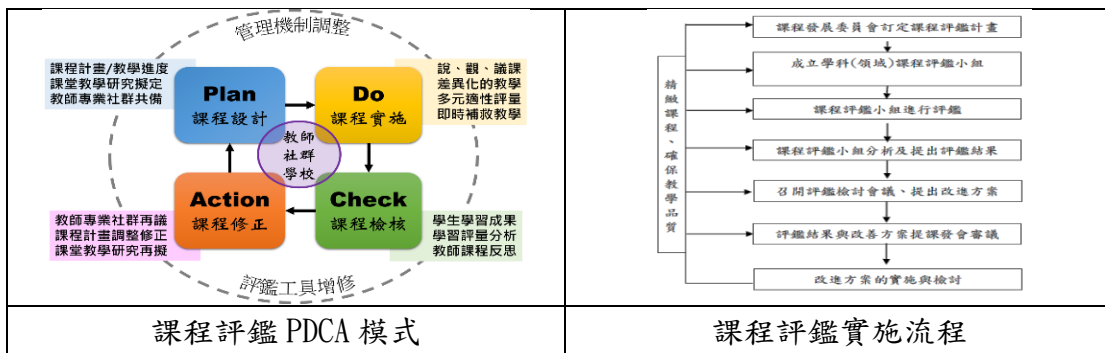 管理機制調整
課程計畫/教學進度
課堂教學研究擬定
教師專業社群共備
Plan
課程設計
Do
課程實施
說、觀、議課
差異化的教學
多元適性評量
即時補救教學
教師
社群
學校
Action
課程修正
Check
課程檢核
教師專業社群再議
課程計畫調整修正
課堂教學研究再擬
學生學習成果
學習評量分析
教師課程反思
評鑑工具增修
課程評鑑 PDCA 模式
精緻課程、確保教學品質
課程發展委員會訂定課程評鑑計畫
成立學科(領域)課程評鑑小組
課程評鑑小組進行評鑑
課程評鑑小組分析及提出評鑑結果
召開評鑑檢討會議、提出改進方案
評鑑結果與改善方案提課發會審議
改進方案的實施與檢討
課程評鑑實施流程